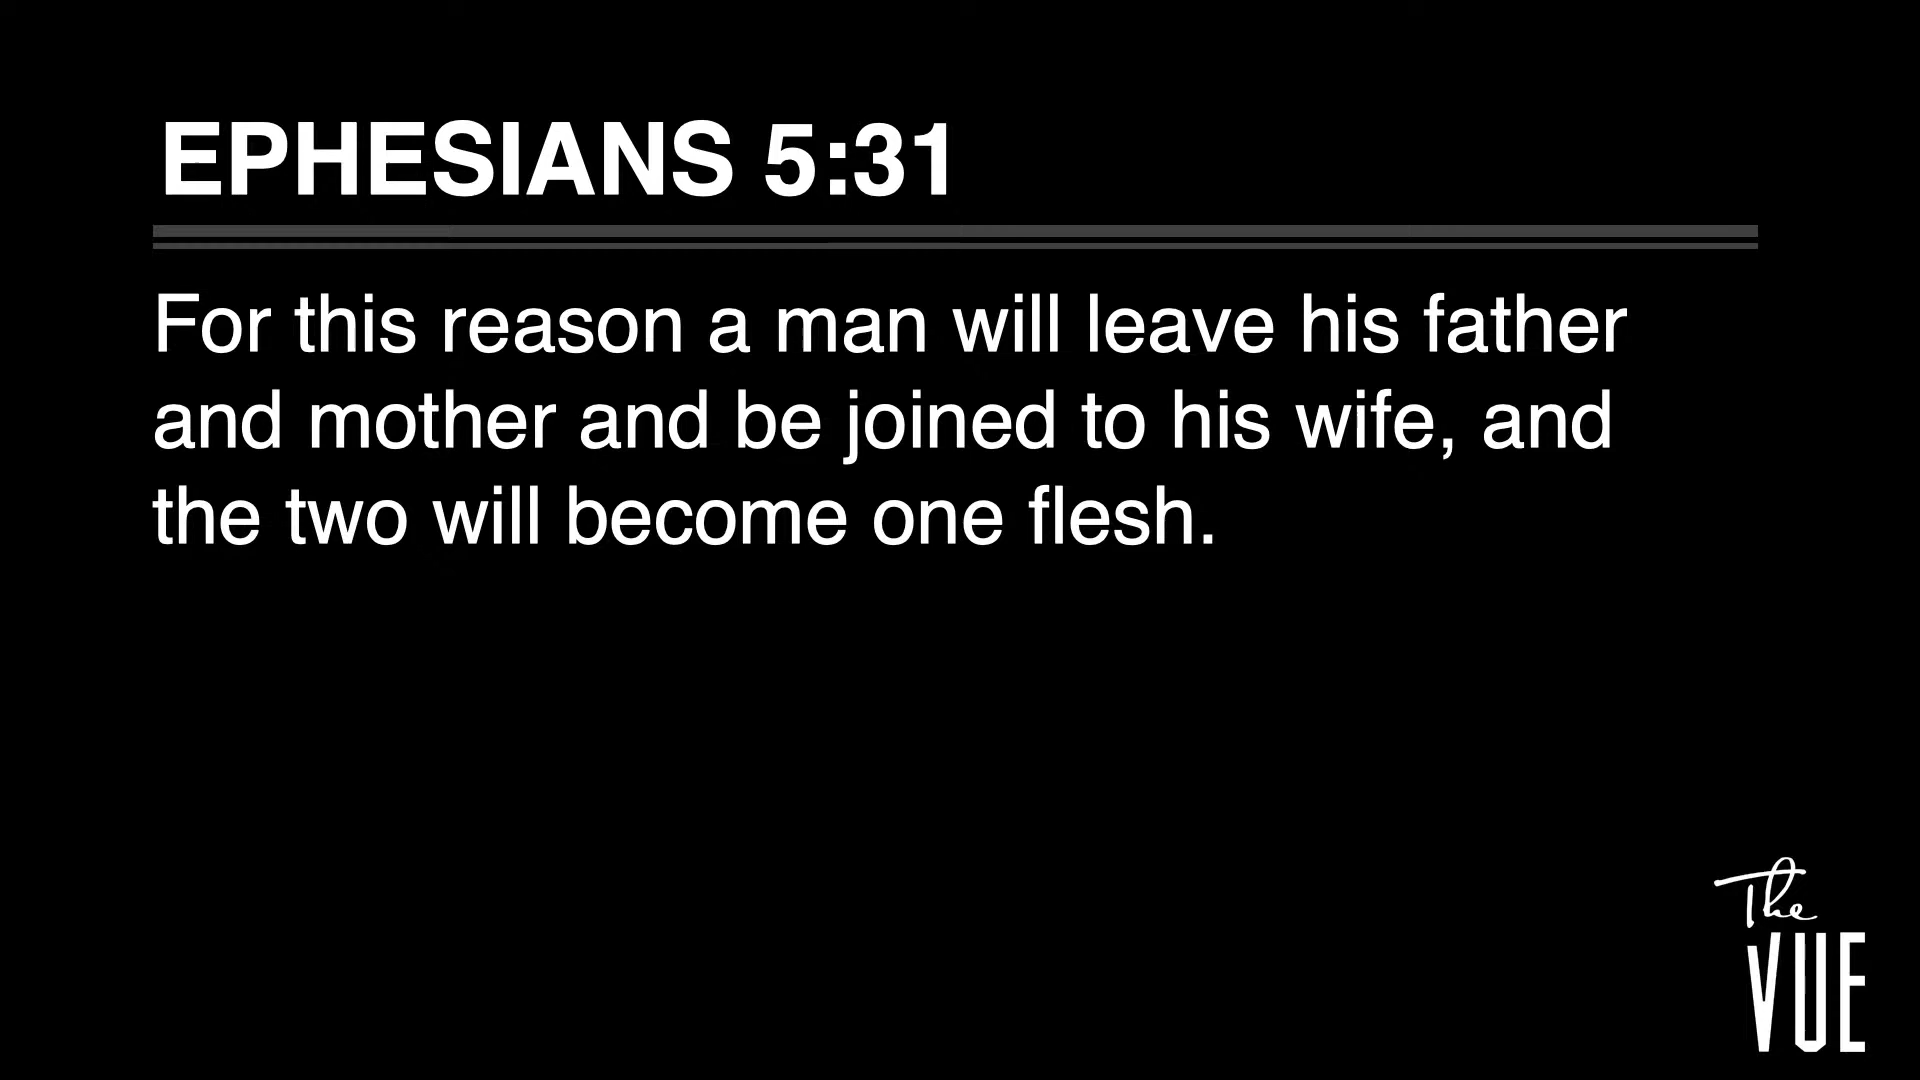 EPHESIANS 5:31
For this reason a man will leave his father
and mother and be joined to his wife, and
the two will become one flesh.
The
VUE